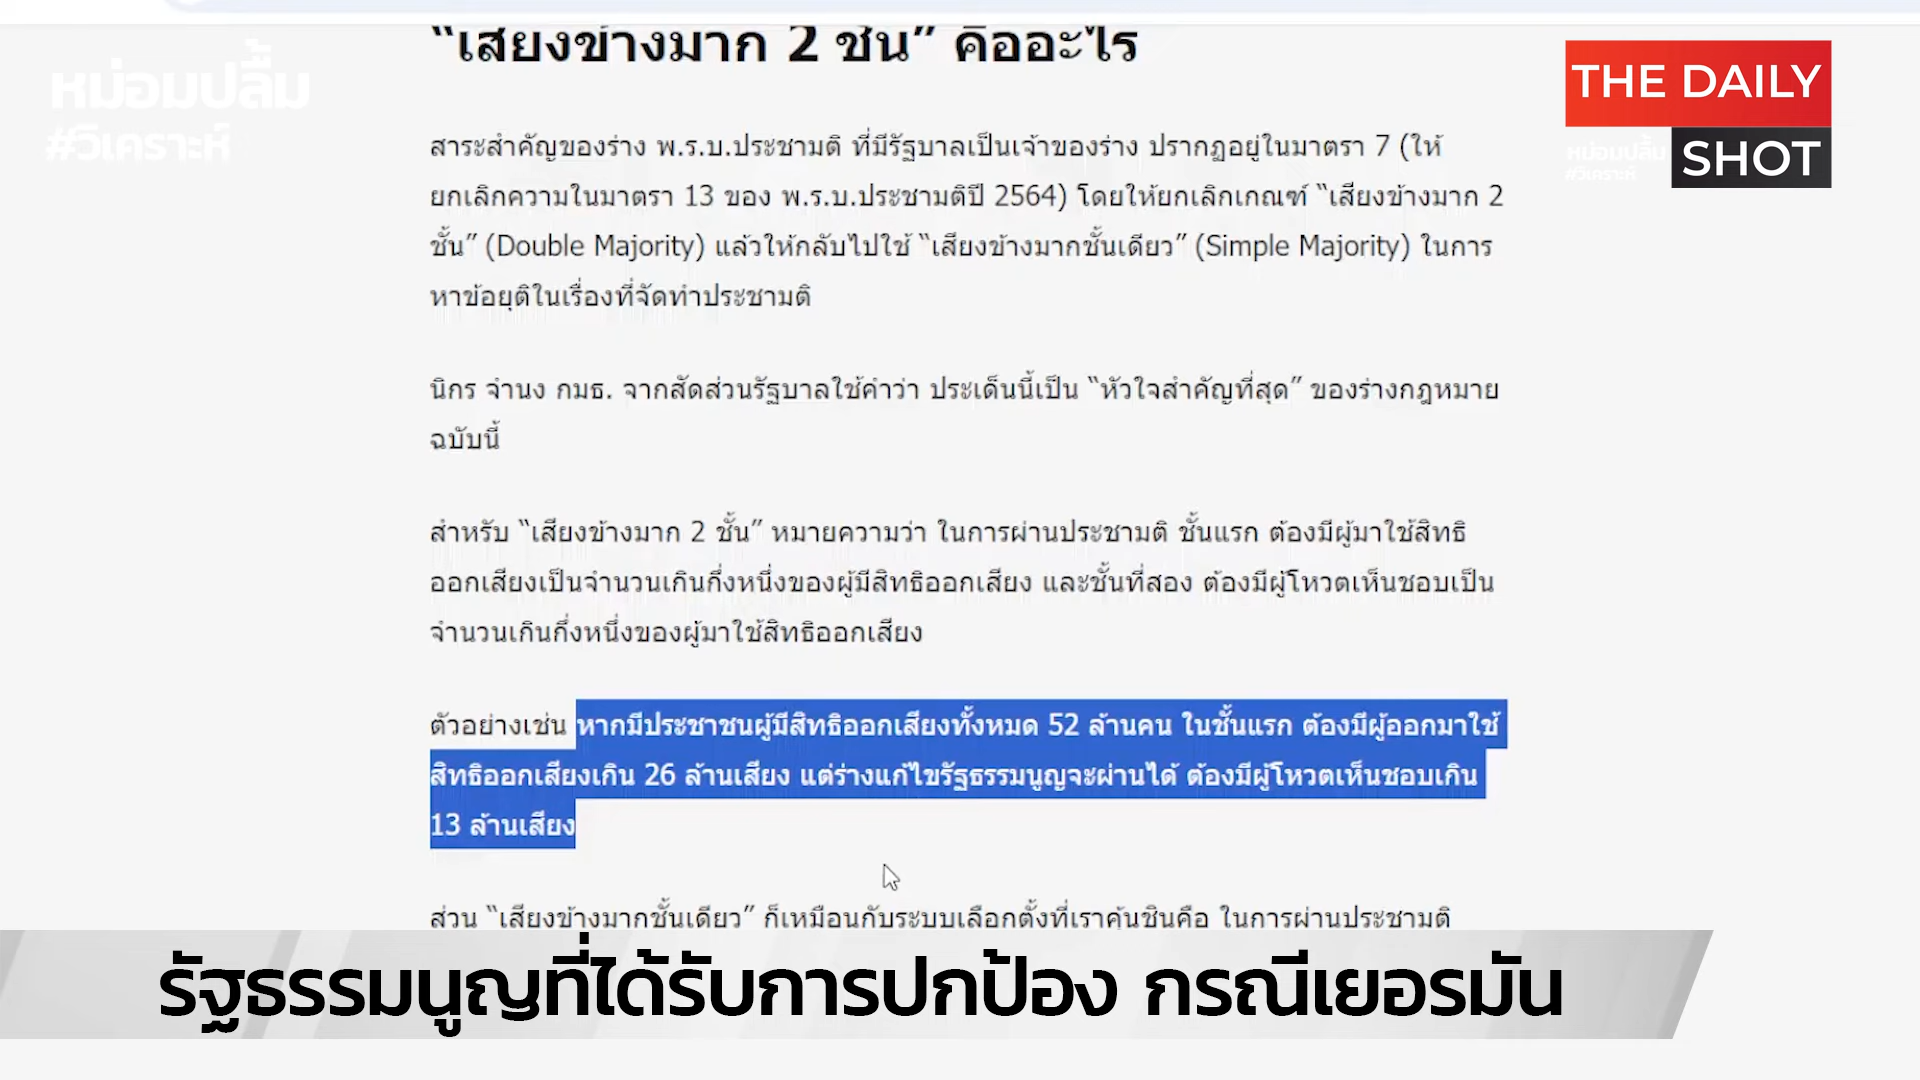 “เสียงข้างมาก 2 ชั้น” คืออะไร
หม่อมปลื้ม
#วิเคราะห์
THE DAILY
SHOT
หม่อมปลื้ม
#วิเคราะห์
สาระสำคัญของร่าง พ.ร.บ.ประชามติ ที่มีรัฐบาลเป็นเจ้าของร่าง ปรากฏอยู่ในมาตรา 7 (ให้
ยกเลิกความในมาตรา 13 ของ พ.ร.บ.ประชามติปี 2564) โดยให้ยกเลิกเกณฑ์ “เสียงข้างมาก 2
ชั้น” (Double Majority) แล้วให้กลับไปใช้ “เสียงข้างมากชั้นเดียว” (Simple Majority) ในการ
หาข้อยุติในเรื่องที่จัดทำประชามติ
นิกร จำนง กมธ. จากสัดส่วนรัฐบาลใช้คำว่า ประเด็นนี้เป็น “หัวใจสำคัญที่สุด” ของร่างกฎหมาย
ฉบับนี้
สำหรับ “เสียงข้างมาก 2 ชั้น” หมายความว่า ในการผ่านประชามติ ชั้นแรก ต้องมีผู้มาใช้สิทธิ
ออกเสียงเป็นจำนวนเกินกึ่งหนึ่งของผู้มีสิทธิออกเสียง และชั้นที่สอง ต้องมีผู้โหวตเห็นชอบเป็น
จำนวนเกินกึ่งหนึ่งของผู้มาใช้สิทธิออกเสียง
ตัวอย่างเช่น หากมีประชาชนผู้มีสิทธิออกเสียงทั้งหมด 52 ล้านคน ในชั้นแรก ต้องมีผู้ออกมาใช้
สิทธิออกเสียงเกิน 26 ล้านเสียง แต่ร่างแก้ไขรัฐธรรมนูญจะผ่านได้ ต้องมีผู้โหวตเห็นชอบเกิน
13 ล้านเสียง
ส่วน “เสียงข้างมากชั้นเดียว” ก็เหมือนกับระบบเลือกตั้งที่เราคุ้นชินคือ ในการผ่านประชามติ
รัฐธรรมนูญที่ได้รับการปกป้อง กรณีเยอรมัน